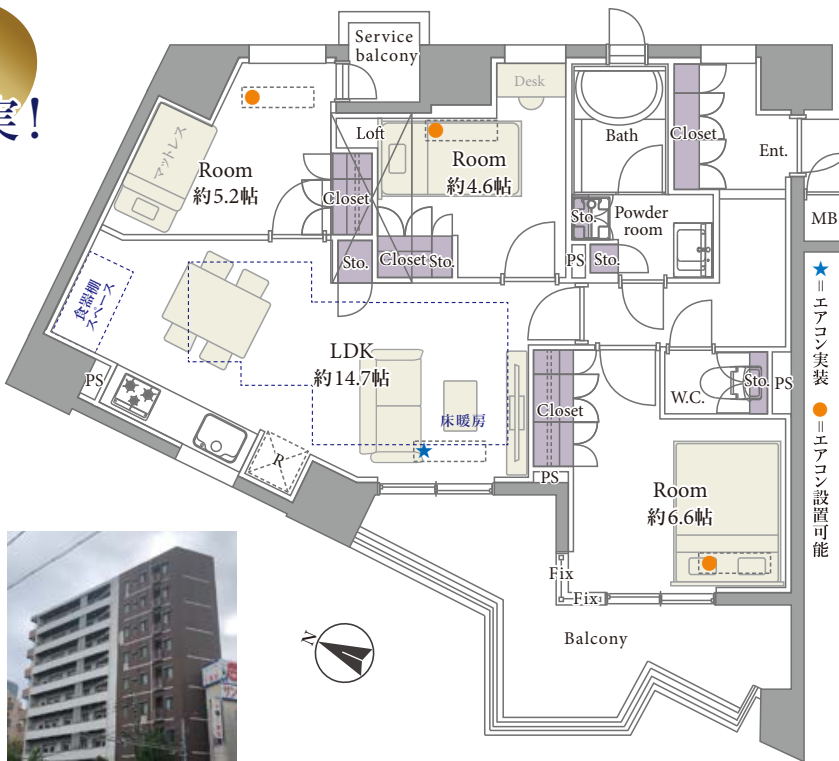 実!
Service
balcony
Desk
Loft
Bath
Closet
Ent.
マットレス
Room
約5.2帖
Room
約4.6帖
Closet
Sto.
Powder
room
MB
Sto.
Closet
Sto.
PS
Sto.
食器棚
スペース
LDK
約14.7帖
PS
床暖房
R
Closet
W.C.
Sto.
PS
PS
Room
約6.6帖
Fix
Fix
Balcony
N
★=エアコン実装
●=エアコン設置可能